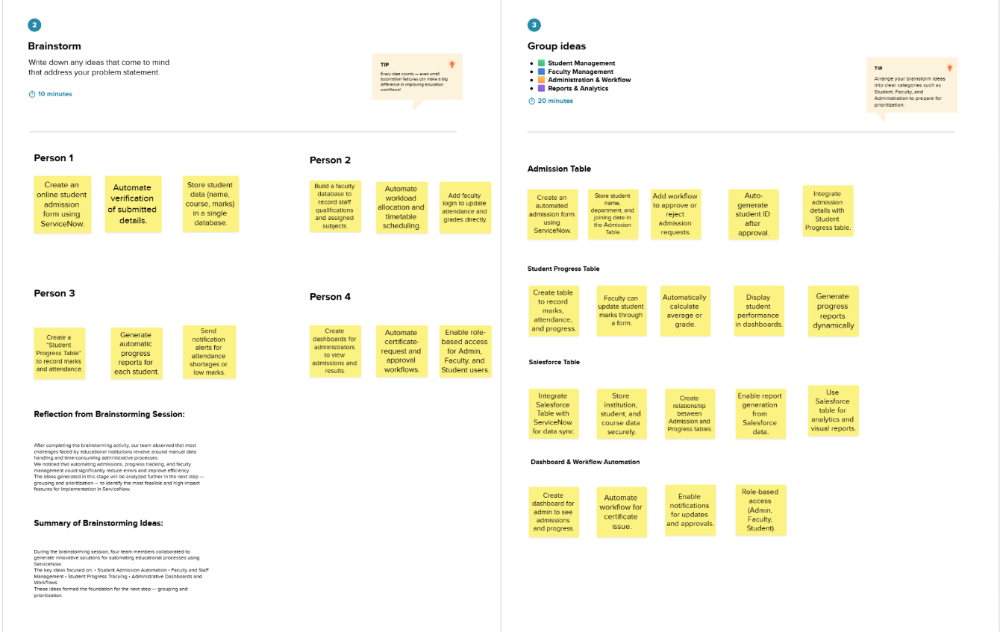 2
Brainstorm
Write down any ideas that come to mind
that address your problem statement.
10 minutes
TIP
Every idea counts — even small
automation features can make a big
difference in improving education
workflows!
Person 1
Create an
online student
admission
form using
ServiceNow.
Automate
verification
of submitted
details.
Store student
data (name,
course, marks)
in a single
database.
Person 2
Build a faculty
database to
record staff
qualifications
and assigned
subjects.
Automate
workload
allocation and
timetable
scheduling.
Add faculty
login to update
attendance and
grades directly.
Person 3
Create a
“Student
Progress Table”
to record marks
and attendance.
Generate
automatic
progress
reports for
each student.
Send
notification
alerts for
attendance
shortages or
low marks.
Person 4
Create
dashboards for
administrators
to view
admissions and
results.
Automate
certificate-
request and
approval
workflows.
Enable role-
based access
for Admin,
Faculty, and
Student users.
Reflection from Brainstorming Session:
After completing the brainstorming activity, our team observed that most
challenges faced by educational institutions revolve around manual data
handling and time-consuming administrative processes.
We noticed that automating admissions, progress tracking, and faculty
management could significantly reduce errors and improve efficiency.
The ideas generated in this stage will be analyzed further in the next step —
grouping and prioritization — to identify the most feasible and high-impact
features for implementation in ServiceNow.
Summary of Brainstorming Ideas:
During the brainstorming session, four team members collaborated to
generate innovative solutions for automating educational processes using
ServiceNow.
The key ideas focused on: • Student Admission Automation • Faculty and Staff
Management • Student Progress Tracking • Administrative Dashboards and
Workflows
These ideas formed the foundation for the next step — grouping and
prioritization.
3
Group ideas
• Student Management
• Faculty Management
• Administration & Workflow
• Reports & Analytics
20 minutes
TIP
Arrange your brainstorm ideas
into clear categories such as
Student, Faculty, and
Administration to prepare for
prioritization.
Admission Table
Create an
automated
admission form
using
ServiceNow.
Store student
name,
department, and
joining date in
the Admission
Table.
Add workflow
to approve or
reject
admission
requests.
Auto-
generate
student ID
after
approval.
Integrate
admission
details with
Student
Progress table.
Student Progress Table
Create table
to record
marks,
attendance,
and progress.
Faculty can
update student
marks through
a form.
Automatically
calculate
average or
grade.
Display
student
performance
in dashboards.
Generate
progress
reports
dynamically
Salesforce Table
Integrate
Salesforce
Table with
ServiceNow
for data sync.
Store
institution,
student, and
course data
securely.
Create
relationship
between
Admission and
Progress tables.
Enable report
generation
from
Salesforce
data.
Use
Salesforce
table for
analytics and
visual reports.
Dashboard & Workflow Automation
Create
dashboard for
admin to see
admissions
and progress.
Automate
workflow for
certificate
issue.
Enable
notifications
for updates
and approvals.
Role-based
access
(Admin,
Faculty,
Student).